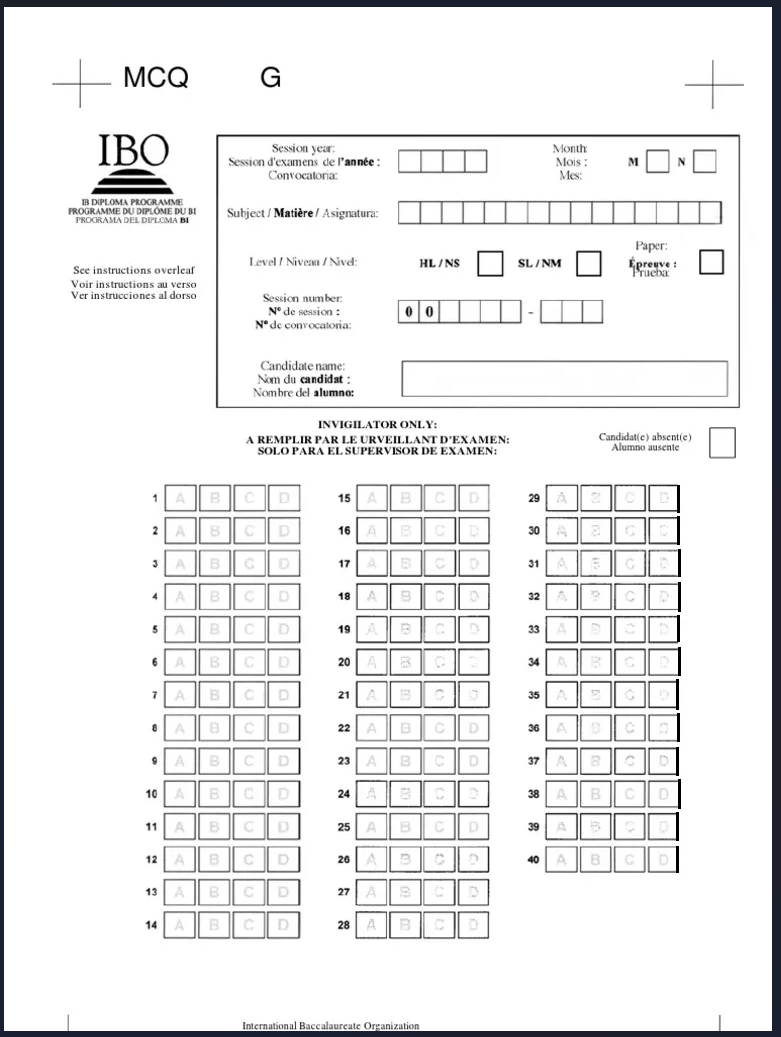 MCQ G
IBO
IB DIPLOMA PROGRAMME
PROGRAMME DU DIPLÔME DU BI
PROGRAMA DEL DIPLOMA BI
See instructions overleaf
Voir instructions au verso
Ver instrucciones al dorso
Session year:
Session d'examens de l'année :
Convocatoria:
Month:
Mois :
Mes:
M N
Subject / Matière / Asignatura:
Level / Niveau / Nivel:
HL / NS SL / NM
Paper:
Épreuve :
Prueba:
Session number:
Nº de session :
Nº de convocatoria:
0 0 -
Candidate name:
Nom du candidat :
Nombre del alumno:
INVIGILATOR ONLY:
A REMPLIR PAR LE URVEILLANT D'EXAMEN:
SOLO PARA EL SUPERVISOR DE EXAMEN:
Candidat(e) absent(e)
Alumno ausente
1 A B C D
2 A B C D
3 A B C D
4 A B C D
5 A B C D
6 A B C D
7 A B C D
8 A B C D
9 A B C D
10 A B C D
11 A B C D
12 A B C D
13 A B C D
14 A B C D
15 A B C D
16 A B C D
17 A B C D
18 A B C D
19 A B C D
20 A B C D
21 A B C D
22 A B C D
23 A B C D
24 A B C D
25 A B C D
26 A B C D
27 A B C D
28 A B C D
29 A B C D
30 A B C D
31 A B C D
32 A B C D
33 A B C D
34 A B C D
35 A B C D
36 A B C D
37 A B C D
38 A B C D
39 A B C D
40 A B C D
International Baccalaureate Organization